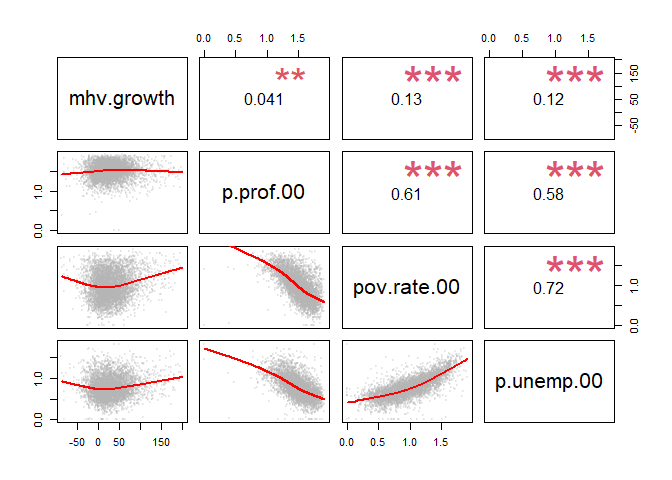 0.0 0.5 1.0 1.5 0.0 0.5 1.0 1.5
mhv.growth ** 0.041 *** 0.13 *** 0.12 -50 50 150
0.0 1.0 p.prof.00 *** 0.61 *** 0.58
pov.rate.00 *** 0.72 0.0 1.0
0.0 1.0 p.unemp.00
-50 0 50 150 0.0 0.5 1.0 1.5